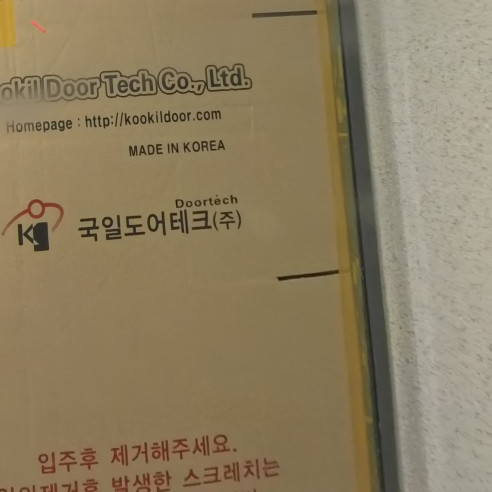 Door Tech Co., Ltd.
Homepage : http://kookildoor.com
MADE IN KOREA
Doortech
국일도어테크(주)
입주후 제거해주세요.
발생한 스크레치는